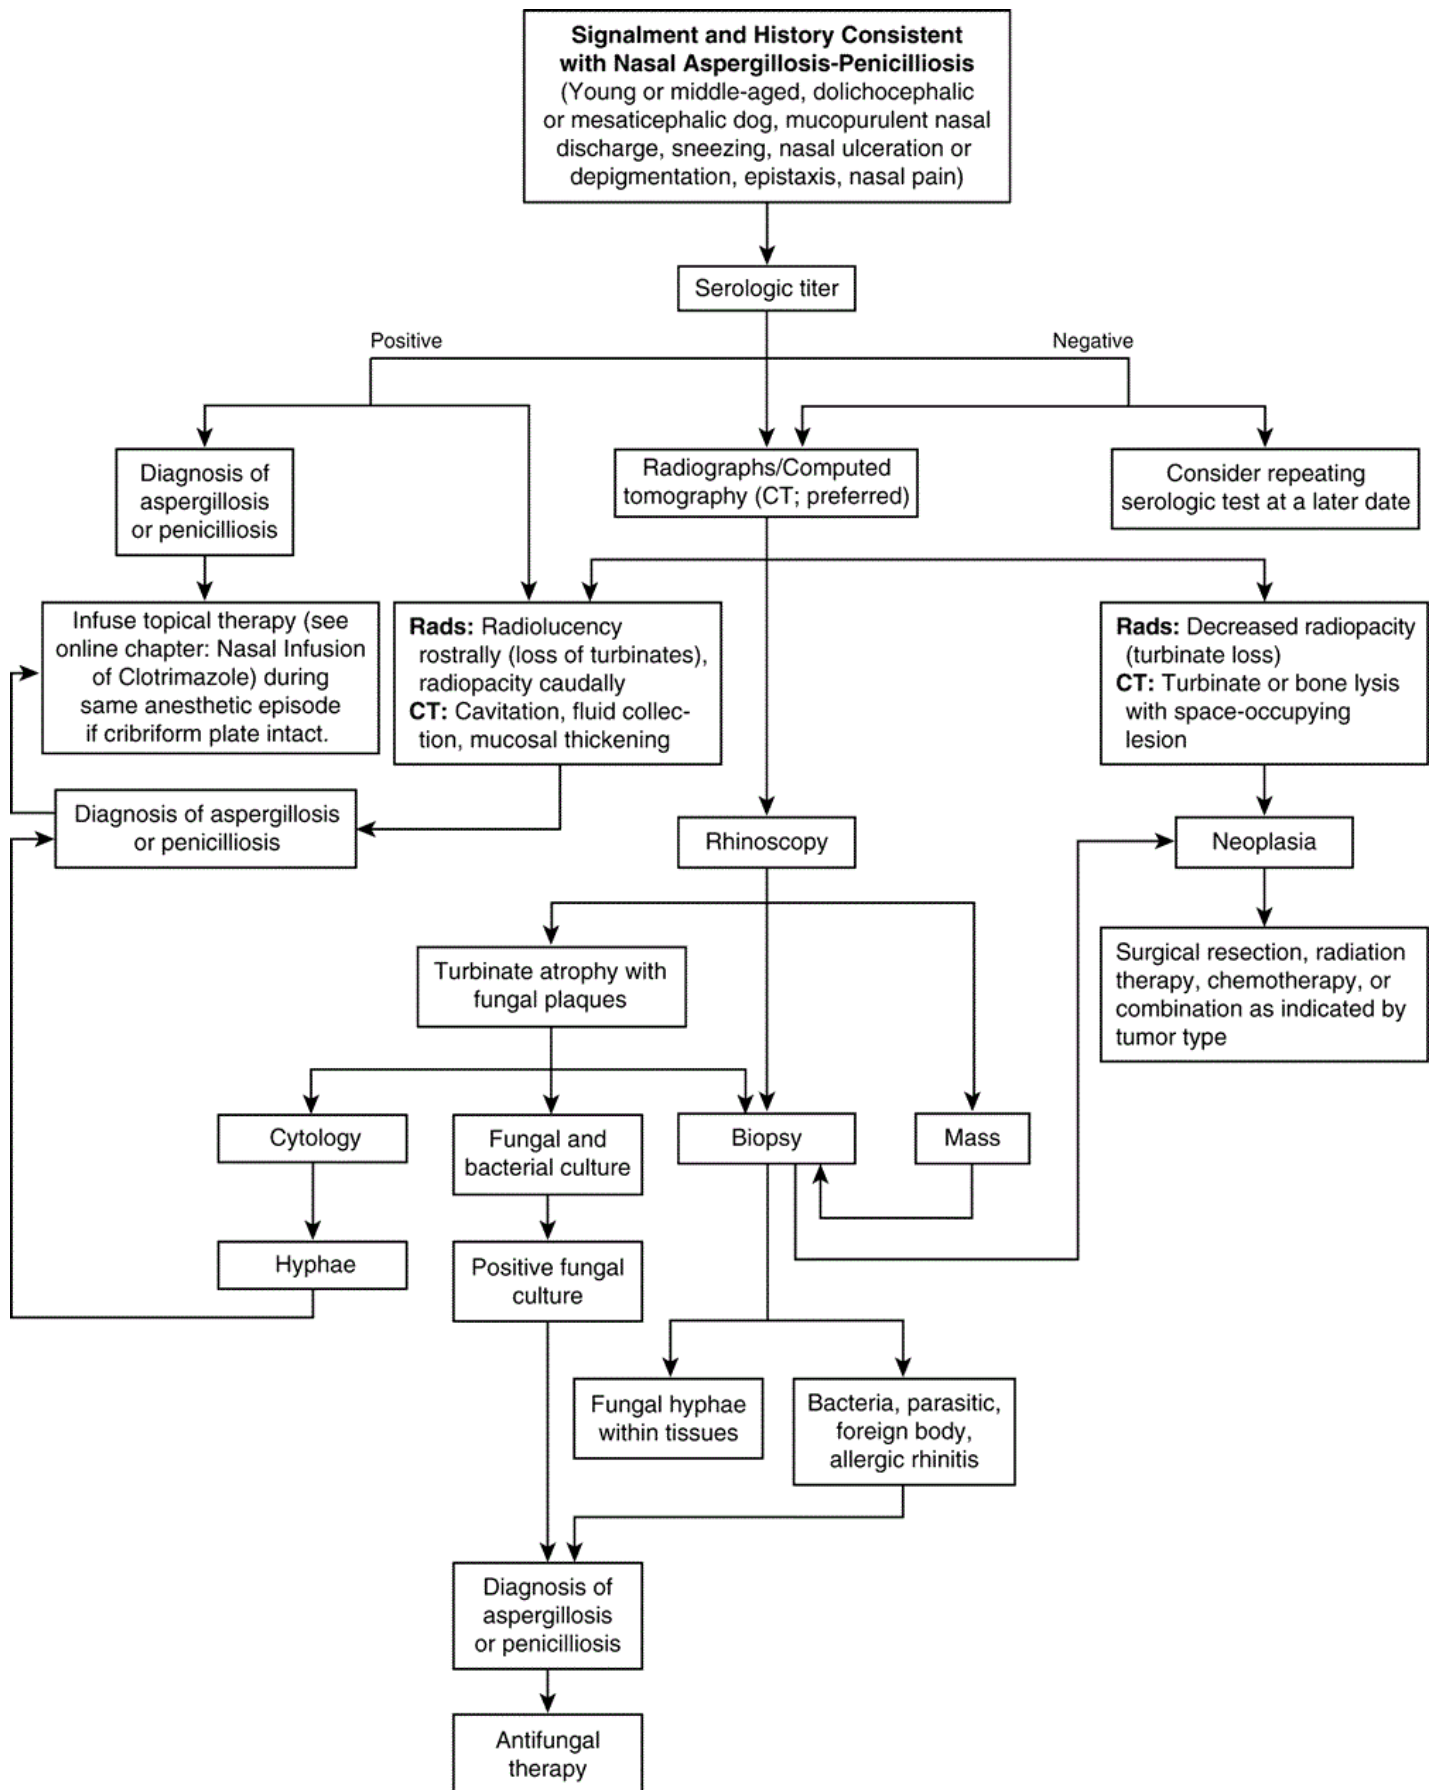 Signalment and History Consistent
with Nasal Aspergillosis-Penicilliosis
(Young or middle-aged, dolichocephalic
or mesaticephalic dog, mucopurulent nasal
discharge, sneezing, nasal ulceration or
depigmentation, epistaxis, nasal pain)
Serologic titer
Positive
Negative
Diagnosis of
aspergillosis
or penicilliosis
Radiographs/Computed
tomography (CT; preferred)
Consider repeating
serologic test at a later date
Infuse topical therapy (see
online chapter: Nasal Infusion
of Clotrimazole) during
same anesthetic episode
if cribriform plate intact.
Rads: Radiolucency
rostrally (loss of turbinates),
radiopacity caudally
CT: Cavitation, fluid collec-
tion, mucosal thickening
Rads: Decreased radiopacity
(turbinate loss)
CT: Turbinate or bone lysis
with space-occupying
lesion
Diagnosis of aspergillosis
or penicilliosis
Rhinoscopy
Neoplasia
Turbinate atrophy with
fungal plaques
Surgical resection, radiation
therapy, chemotherapy, or
combination as indicated by
tumor type
Cytology
Fungal and
bacterial culture
Biopsy
Mass
Hyphae
Positive fungal
culture
Fungal hyphae
within tissues
Bacteria, parasitic,
foreign body,
allergic rhinitis
Diagnosis of
aspergillosis
or penicilliosis
Antifungal
therapy